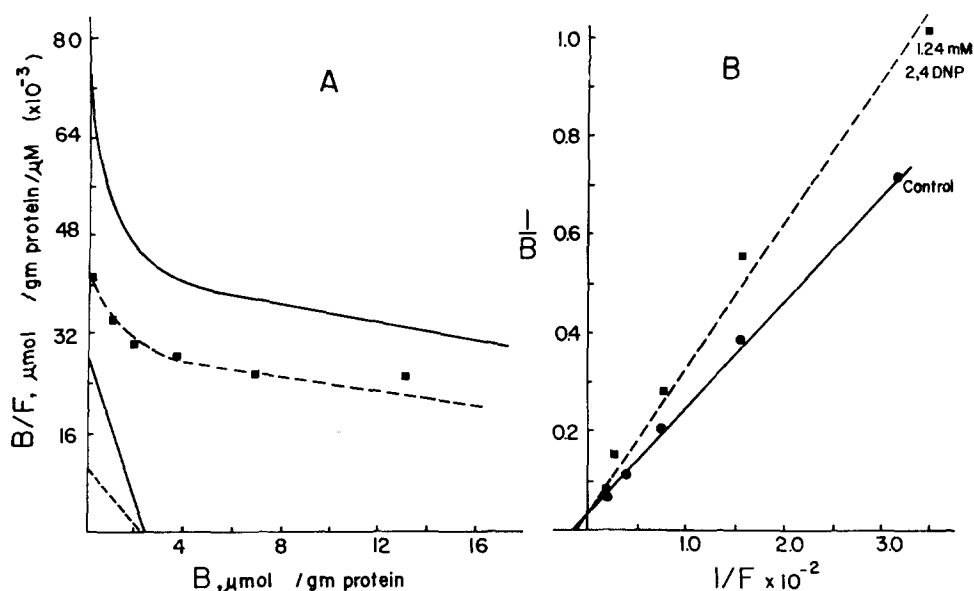 A
B/F, μmol /gm protein/μM (x10⁻³)
80
64
48
32
16
4
8
12
16
B, μmol /gm protein
B
1/B
1.0
0.8
0.6
0.4
0.2
1.0
2.0
3.0
1/F x10⁻²
1.24 mM
2,4 DNP
Control